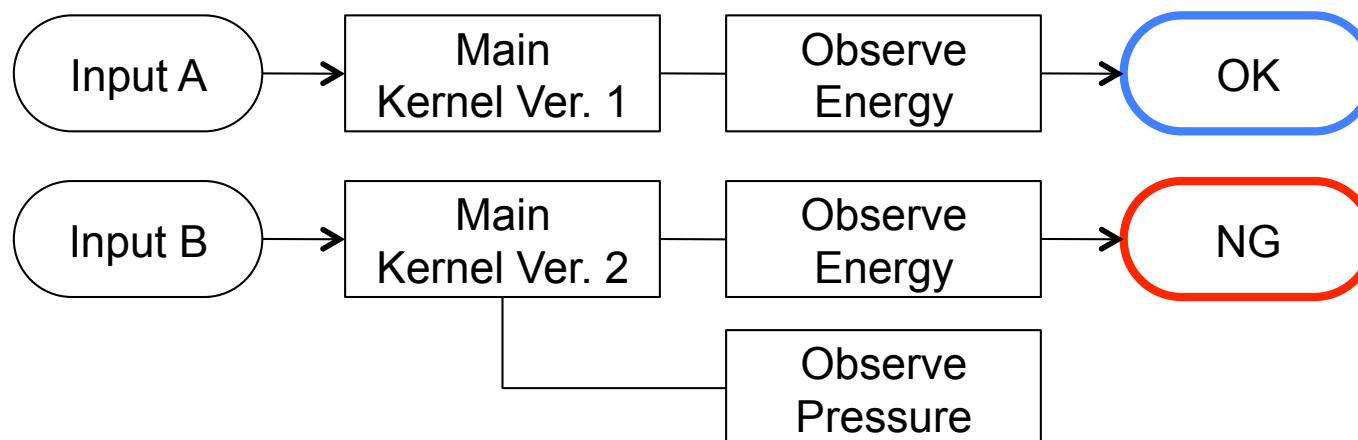 Input A
Main
Kernel Ver. 1
Observe
Energy
OK
Input B
Main
Kernel Ver. 2
Observe
Energy
NG
Observe
Pressure